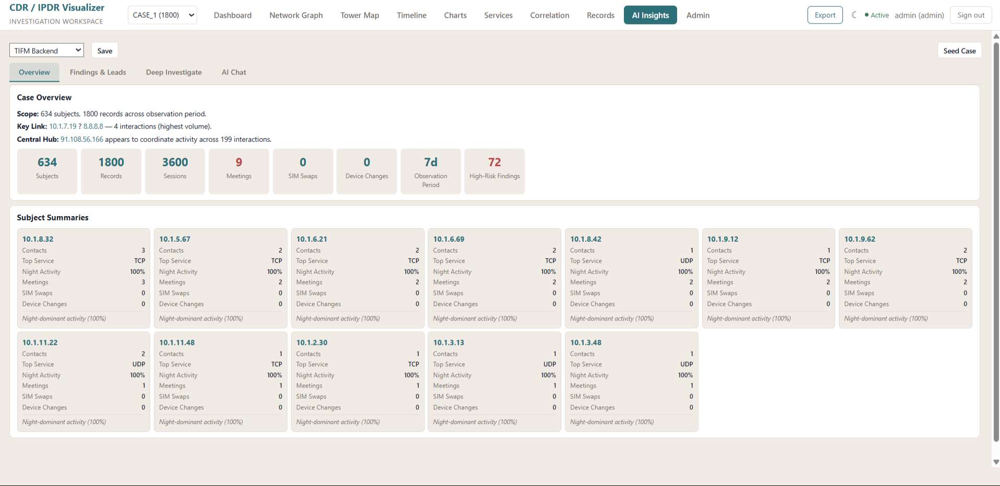 CDR / IPDR Visualizer
INVESTIGATION WORKSPACE
CASE_1 (1800)
Dashboard Network Graph Tower Map Timeline Charts Services Correlation Records AI Insights Admin
Export Active admin (admin) Sign out
TIFM Backend Save Seed Case
Overview Findings & Leads Deep Investigate AI Chat
Case Overview
Scope: 634 subjects, 1800 records across observation period.
Key Link: 10.1.7.19 ? 8.8.8.8 — 4 interactions (highest volume).
Central Hub: 91.108.56.166 appears to coordinate activity across 199 interactions.
634 1800 3600 9 0 0 7d 72
Subjects Records Sessions Meetings SIM Swaps Device Changes Observation High-Risk Findings
Period
Subject Summaries
10.1.8.32 10.1.5.67 10.1.6.21 10.1.6.69 10.1.8.42 10.1.9.12 10.1.9.62
Contacts 3 Contacts 2 Contacts 2 Contacts 2 Contacts 1 Contacts 1 Contacts 2
Top Service TCP Top Service TCP Top Service TCP Top Service TCP Top Service UDP Top Service TCP Top Service TCP
Night Activity 100% Night Activity 100% Night Activity 100% Night Activity 100% Night Activity 100% Night Activity 100% Night Activity 100%
Meetings 3 Meetings 2 Meetings 2 Meetings 2 Meetings 2 Meetings 2 Meetings 2
SIM Swaps 0 SIM Swaps 0 SIM Swaps 0 SIM Swaps 0 SIM Swaps 0 SIM Swaps 0 SIM Swaps 0
Device Changes 0 Device Changes 0 Device Changes 0 Device Changes 0 Device Changes 0 Device Changes 0 Device Changes 0
Night-dominant activity (100%) Night-dominant activity (100%) Night-dominant activity (100%) Night-dominant activity (100%) Night-dominant activity (100%) Night-dominant activity (100%) Night-dominant activity (100%)
10.1.11.22 10.1.11.48 10.1.2.30 10.1.3.13 10.1.3.48
Contacts 2 Contacts 1 Contacts 1 Contacts 1 Contacts 1
Top Service UDP Top Service TCP Top Service TCP Top Service UDP Top Service UDP
Night Activity 100% Night Activity 100% Night Activity 100% Night Activity 100% Night Activity 100%
Meetings 1 Meetings 1 Meetings 1 Meetings 1 Meetings 1
SIM Swaps 0 SIM Swaps 0 SIM Swaps 0 SIM Swaps 0 SIM Swaps 0
Device Changes 0 Device Changes 0 Device Changes 0 Device Changes 0 Device Changes 0
Night-dominant activity (100%) Night-dominant activity (100%) Night-dominant activity (100%) Night-dominant activity (100%) Night-dominant activity (100%)